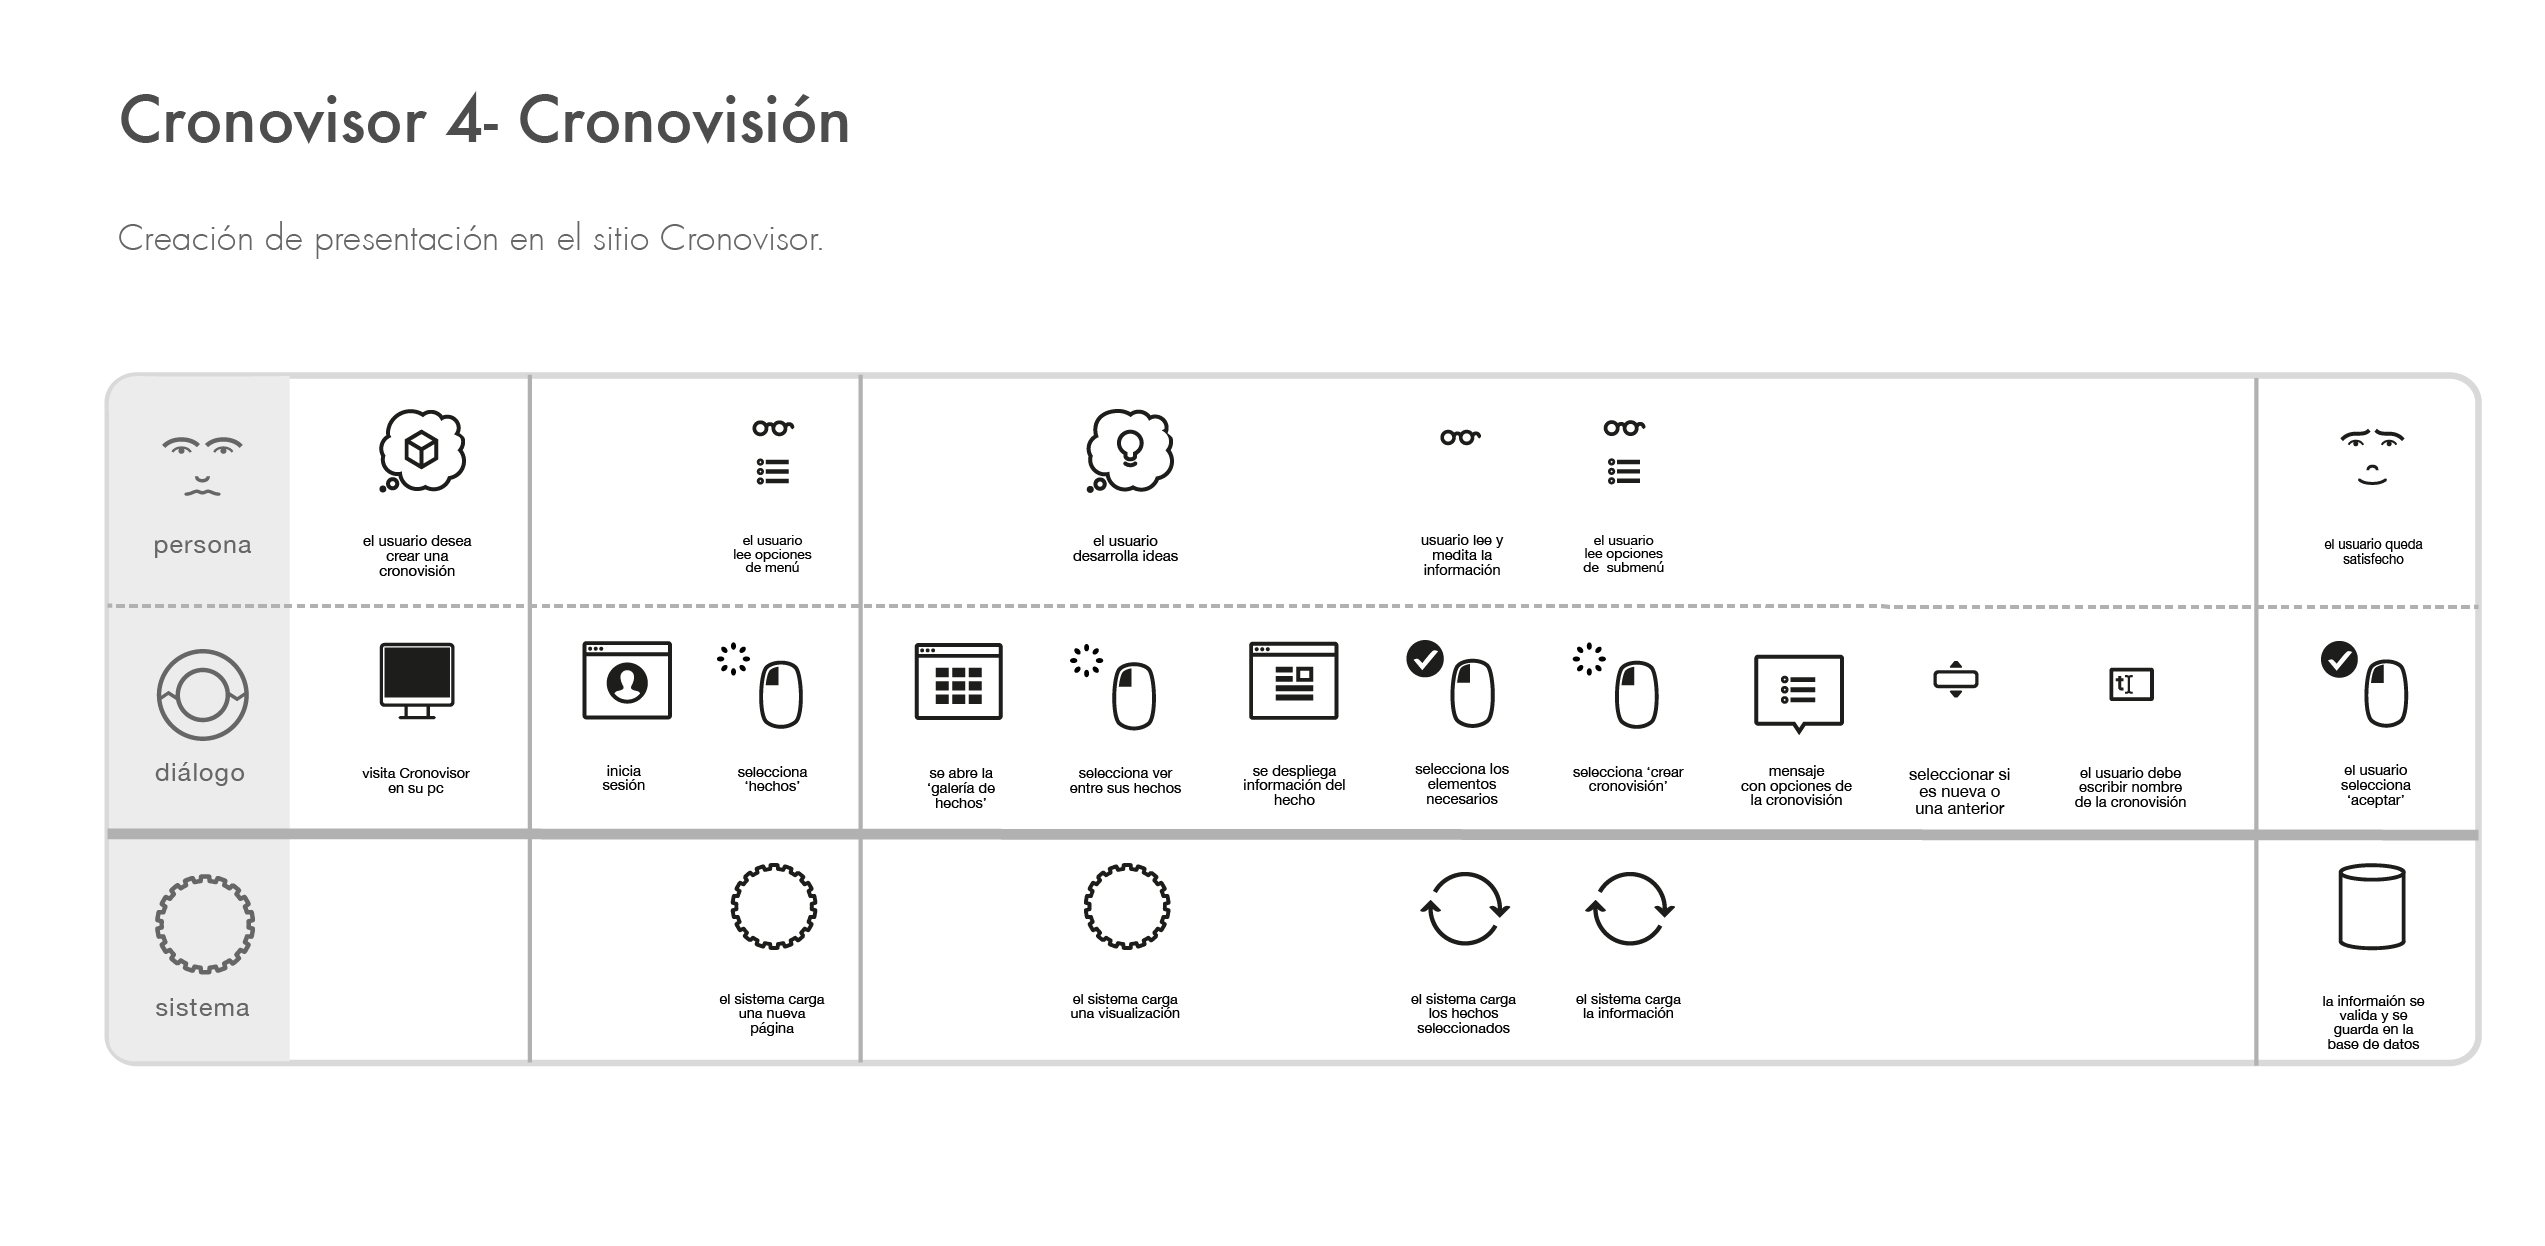 Cronovisor 4- Cronovisión
Creación de presentación en el sitio Cronovisor.
persona
el usuario desea
crear una
cronovisión
el usuario
lee opciones
de menú
el usuario
desarrolla ideas
usuario lee y
medita la
información
el usuario
lee opciones
de submenú
el usuario queda
satisfecho
diálogo
visita Cronovisor
en su pc
inicia
sesión
selecciona
‘hechos’
se abre la
‘galería de
hechos’
selecciona ver
entre sus hechos
se despliega
información del
hecho
selecciona los
elementos
necesarios
selecciona ‘crear
cronovisión’
mensaje
con opciones de
la cronovisión
seleccionar si
es nueva o
una anterior
t
el usuario debe
escribir nombre
de la cronovisión
el usuario
selecciona
‘aceptar’
sistema
el sistema carga
una nueva
página
el sistema carga
una visualización
el sistema carga
los hechos
seleccionados
el sistema carga
la información
la informaión se
valida y se
guarda en la
base de datos